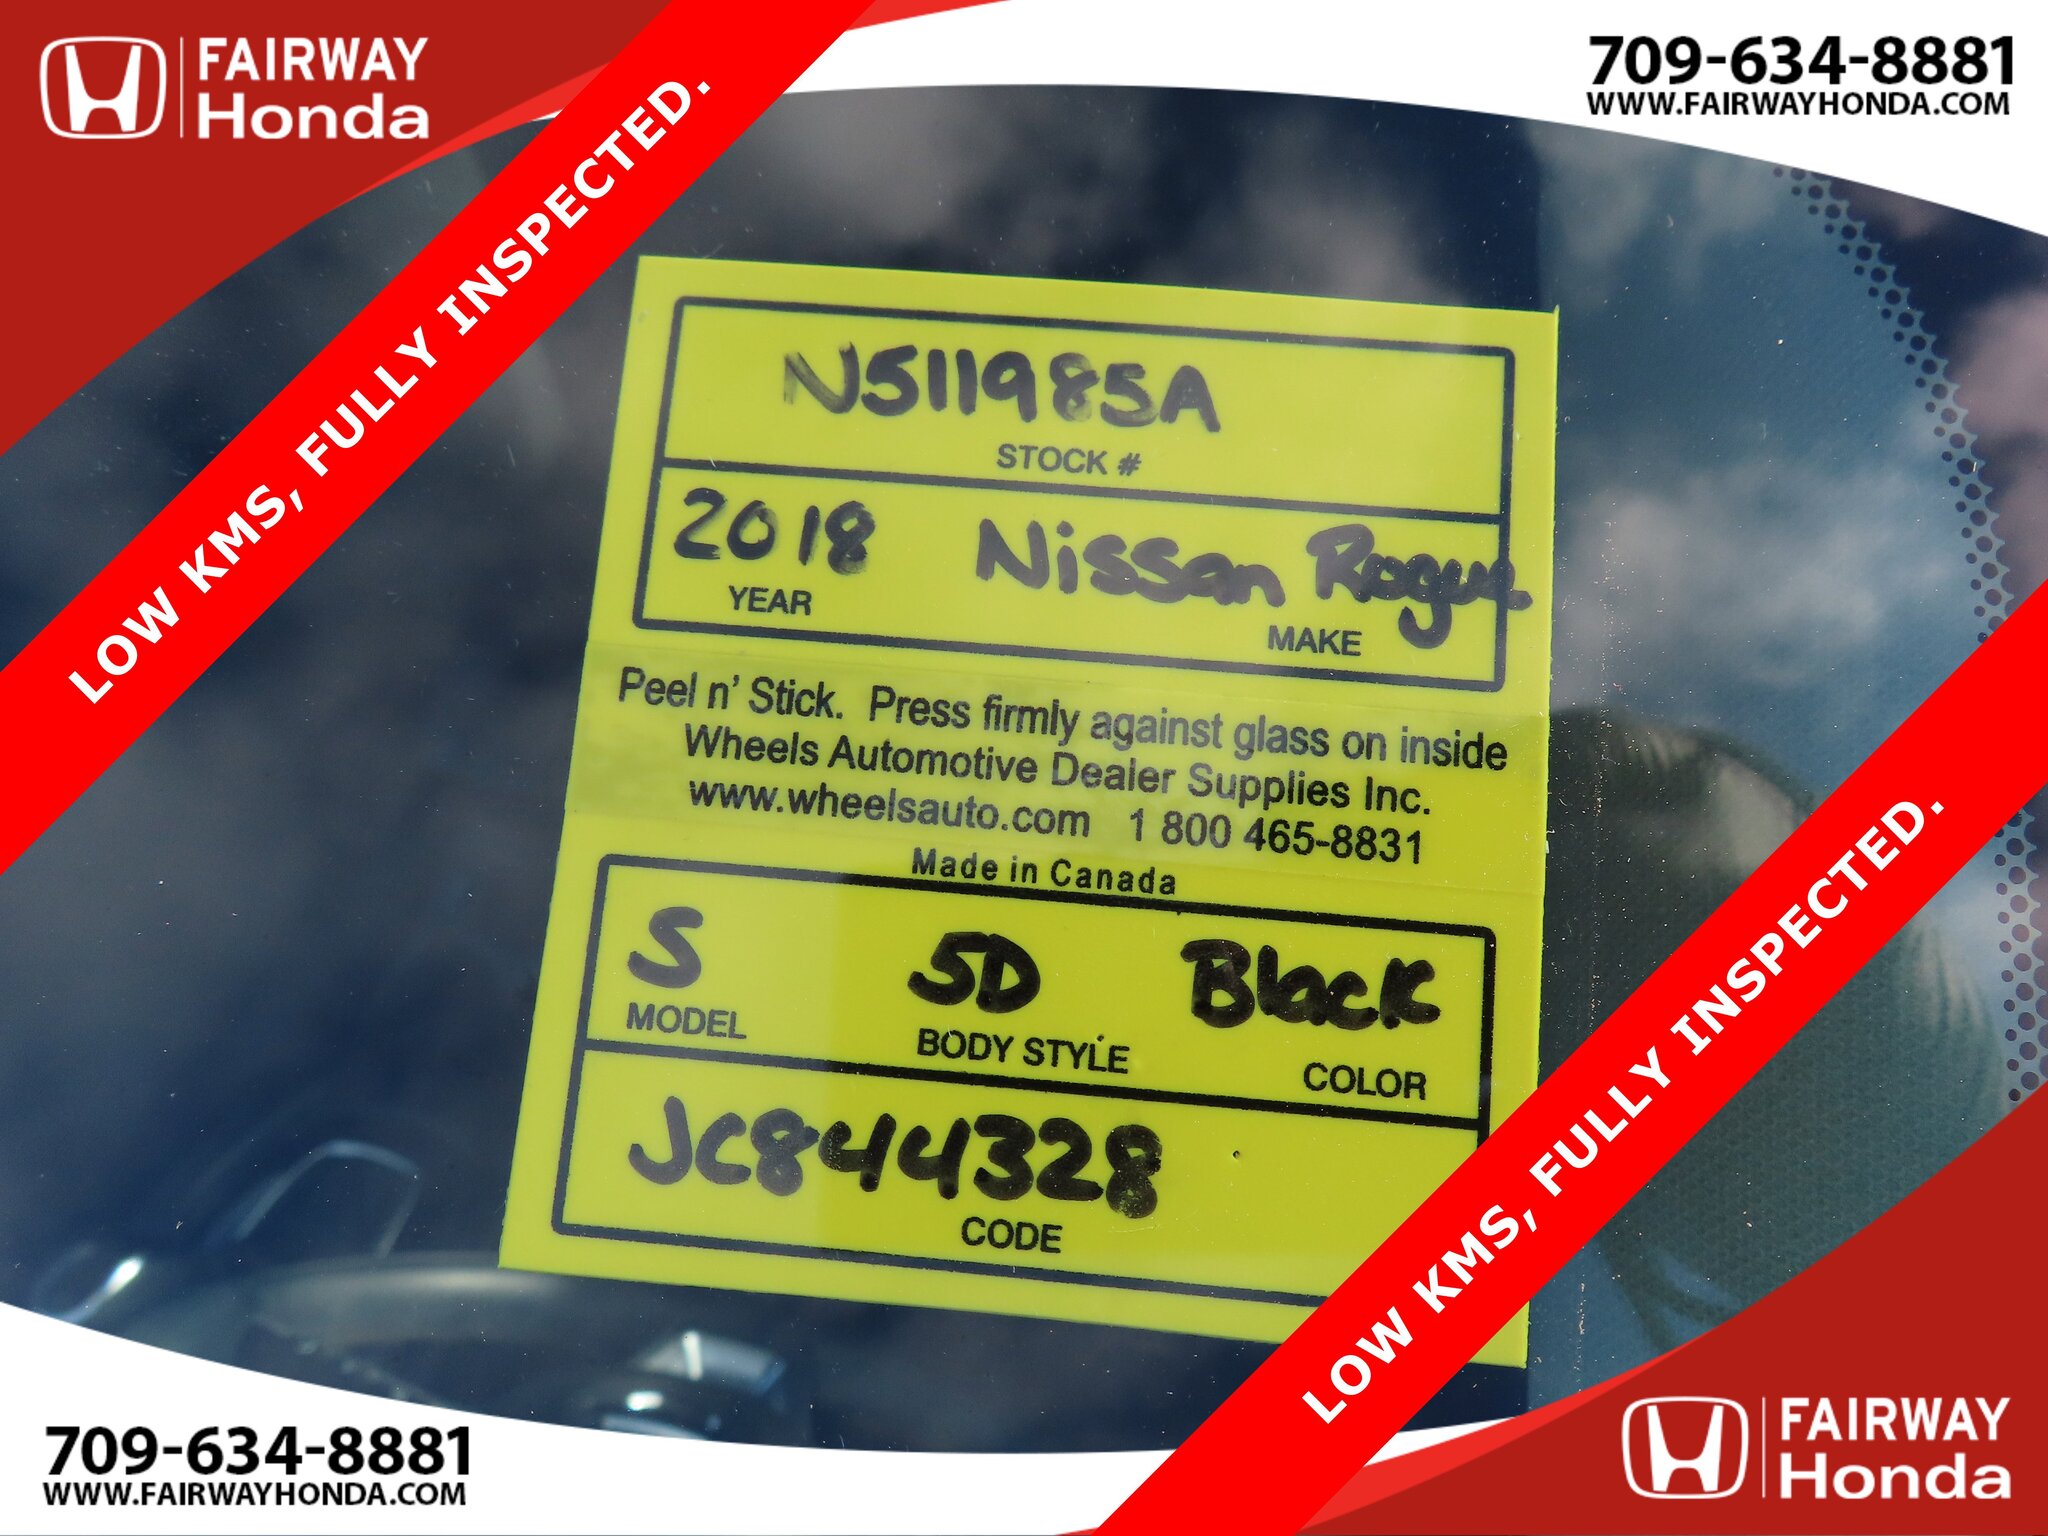 FAIRWAY
Honda
709-634-8881
WWW.FAIRWAYHONDA.COM
LOW KMS, FULLY INSPECTED.
N511985A
STOCK #
2018 Nissan Rogue
YEAR MAKE
Peel n' Stick. Press firmly against glass on inside
Wheels Automotive Dealer Supplies Inc.
www.wheelsauto.com 1 800 465-8831
Made in Canada
S 5D Black
MODEL BODY STYLE COLOR
JC844328
CODE
LOW KMS, FULLY INSPECTED.
709-634-8881
WWW.FAIRWAYHONDA.COM
FAIRWAY
Honda